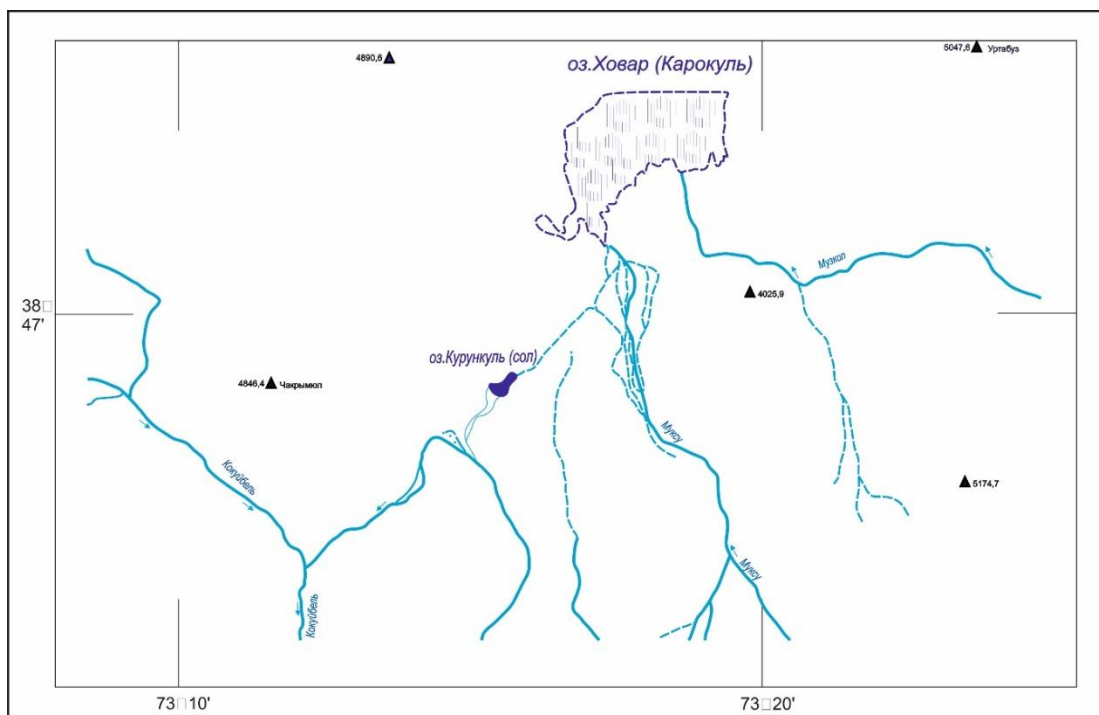 4890,6
5047,6 Уртабуз
оз.Ховар (Карокуль)
Музкол
4025,9
38□
47'
оз.Курункуль (сол)
4846,4 Чакрымюл
Муксу
Кокуйбель
5174,7
Муксу
Кокуйбель
73□10'
73□20'